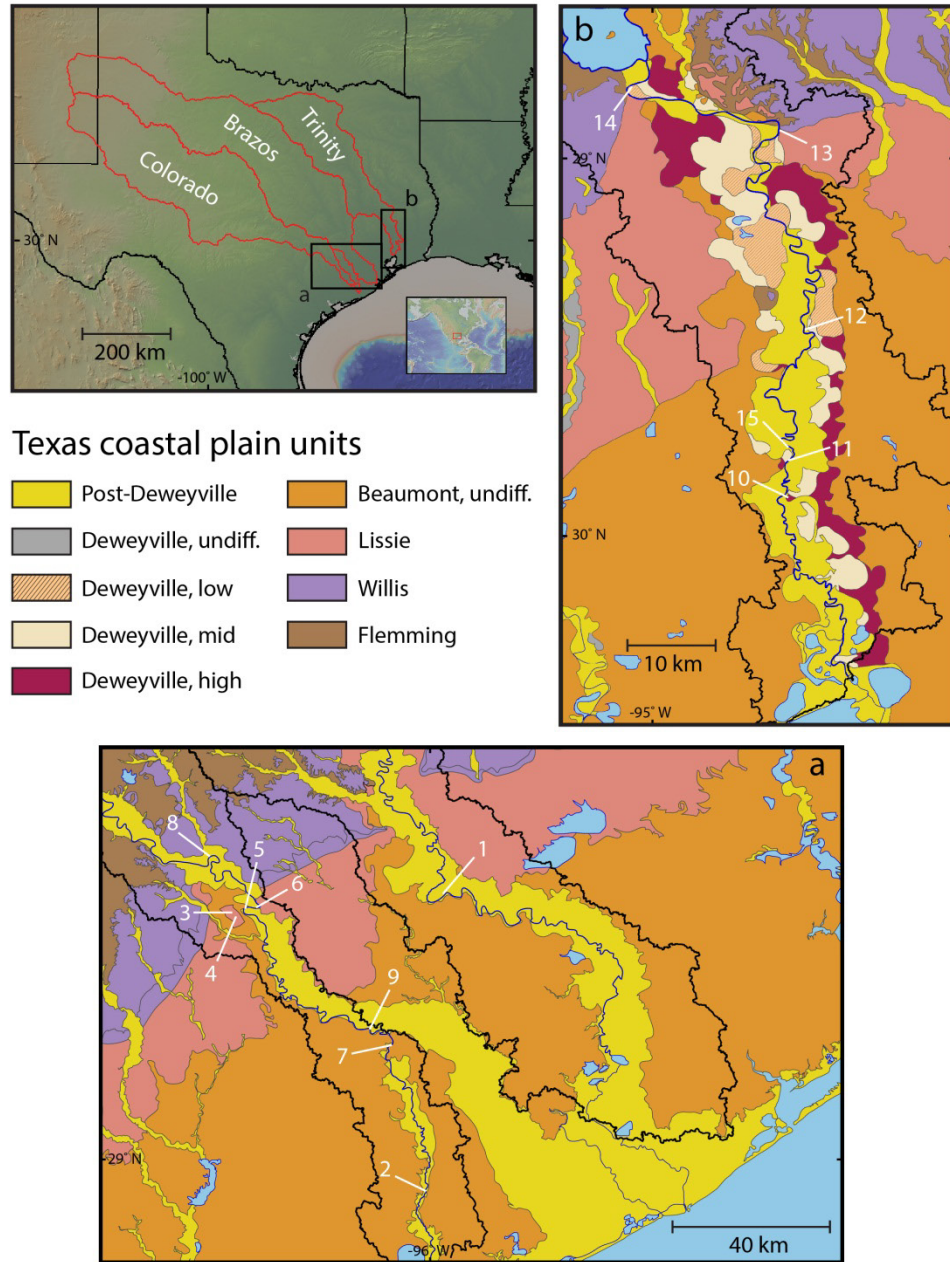 Trinity
Brazos
Colorado
b
30° N
a
200 km
-100° W
Texas coastal plain units
Post-Deweyville
Deweyville, undiff.
Deweyville, low
Deweyville, mid
Deweyville, high
Beaumont, undiff.
Lissie
Willis
Flemming
b
14
13
29° N
12
15
11
10
30° N
10 km
-95° W
a
8
5
1
6
3
4
9
7
29° N
2
-96° W
40 km